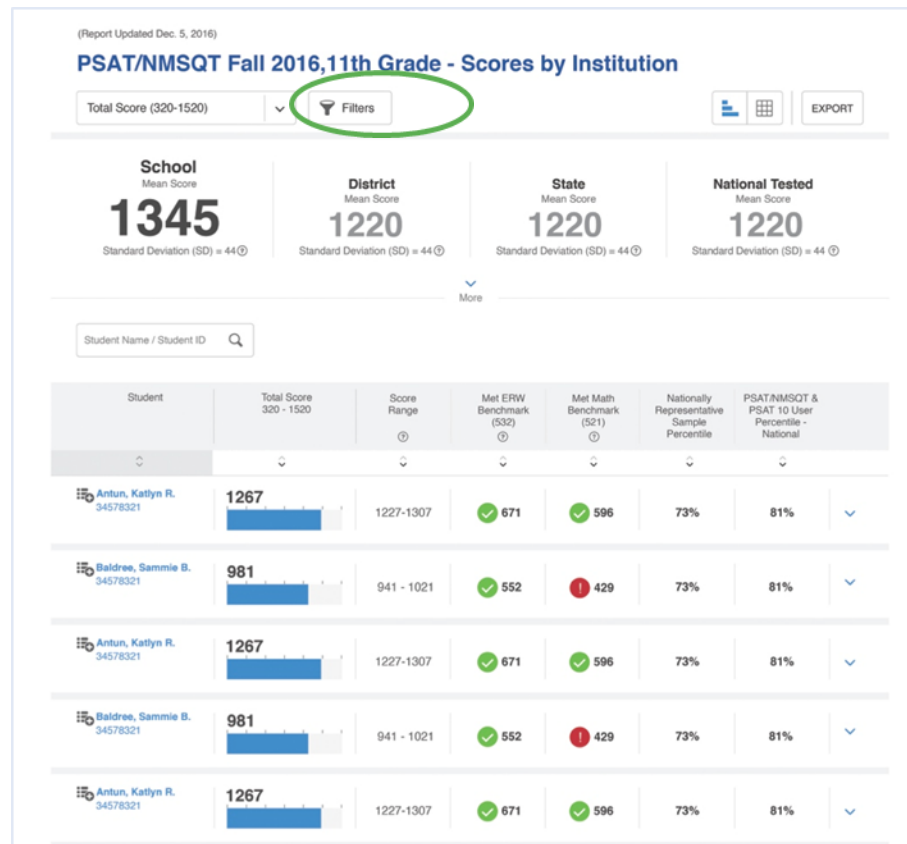 (Report Updated Dec. 5, 2016)
PSAT/NMSQT Fall 2016,11th Grade - Scores by Institution
Total Score (320-1520)
Filters
EXPORT
School
Mean Score
1345
Standard Deviation (SD) = 44
District
Mean Score
1220
Standard Deviation (SD) = 44
State
Mean Score
1220
Standard Deviation (SD) = 44
National Tested
Mean Score
1220
Standard Deviation (SD) = 44
More
Student Name / Student ID
Student
Total Score
320 - 1520
Score
Range
Met ERW
Benchmark
(532)
Met Math
Benchmark
(521)
Nationally
Representative
Sample
Percentile
PSAT/NMSQT &
PSAT 10 User
Percentile -
National
Antun, Katlyn R.
34578321
1267
1227-1307
671
596
73%
81%
Baldree, Sammie B.
34578321
981
941 - 1021
552
429
73%
81%
Antun, Katlyn R.
34578321
1267
1227-1307
671
596
73%
81%
Baldree, Sammie B.
34578321
981
941 - 1021
552
429
73%
81%
Antun, Katlyn R.
34578321
1267
1227-1307
671
596
73%
81%